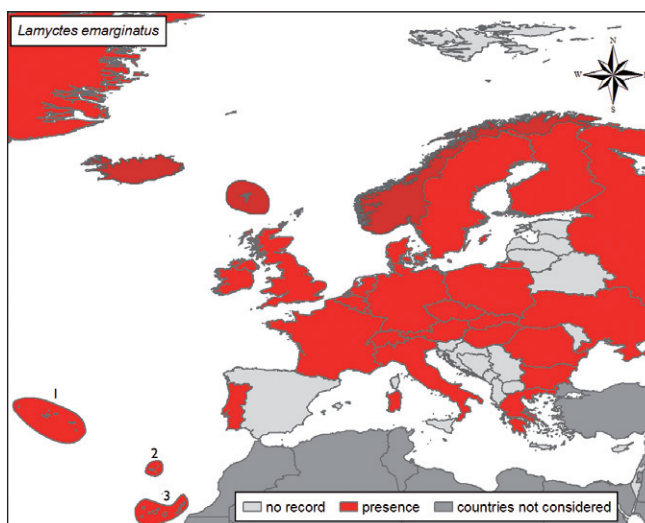 Lamyctes emarginatus
N
W
E
S
1
2
3
no record
presence
countries not considered